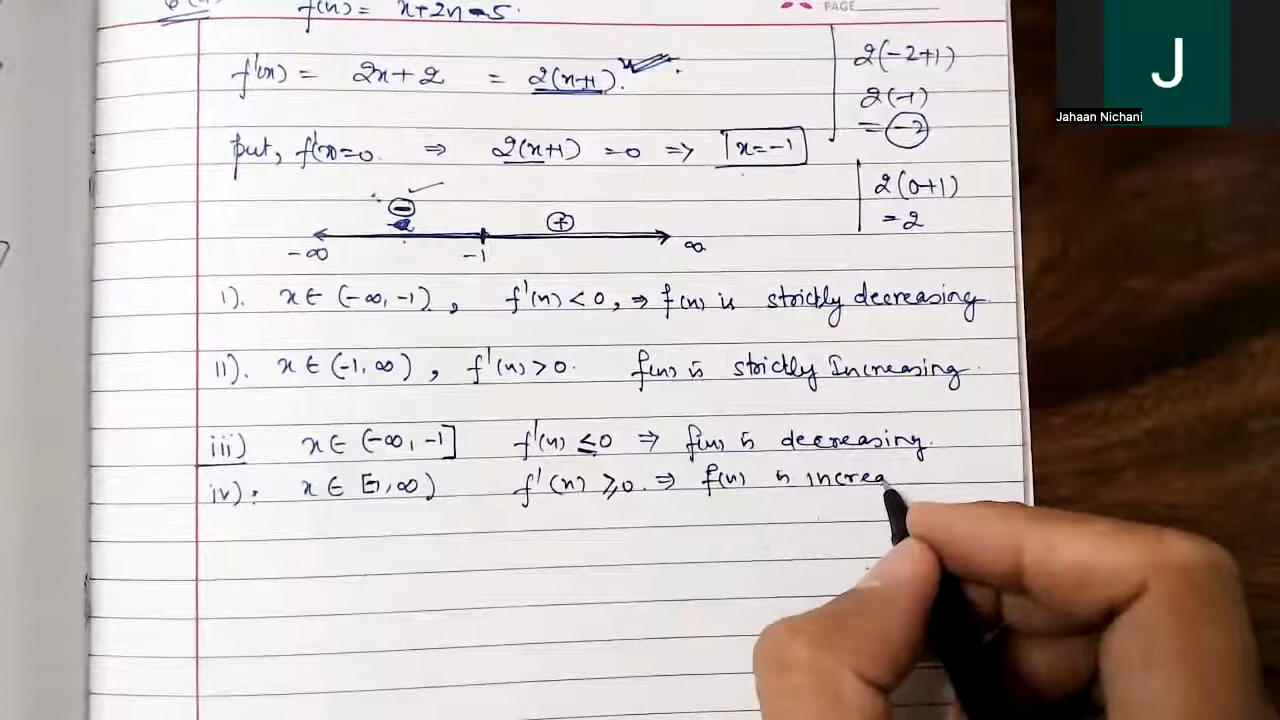 f(x) = x+2x-5.
PAGE
f'(x) = 2x+2 = 2(x+1).
2(-2+1)
2(-1)
= -2
J
Jahaan Nichani
put, f'(x)=0. ⇒ 2(x+1) =0 => x=-1
2(0+1)
=2
- +
-∞ -1 ∞
i). x∈ (-∞,-1), f'(x) <0, ⇒ f(x) is strictly decreasing.
ii). x∈ (-1,∞), f'(x) >0. f(x) is strictly Increasing.
iii) x∈ (-∞,-1] f'(x) ≤0 ⇒ f(x) is decreasing.
iv). x∈ [-1,∞) f'(x) ≥0. ⇒ f(x) is increa